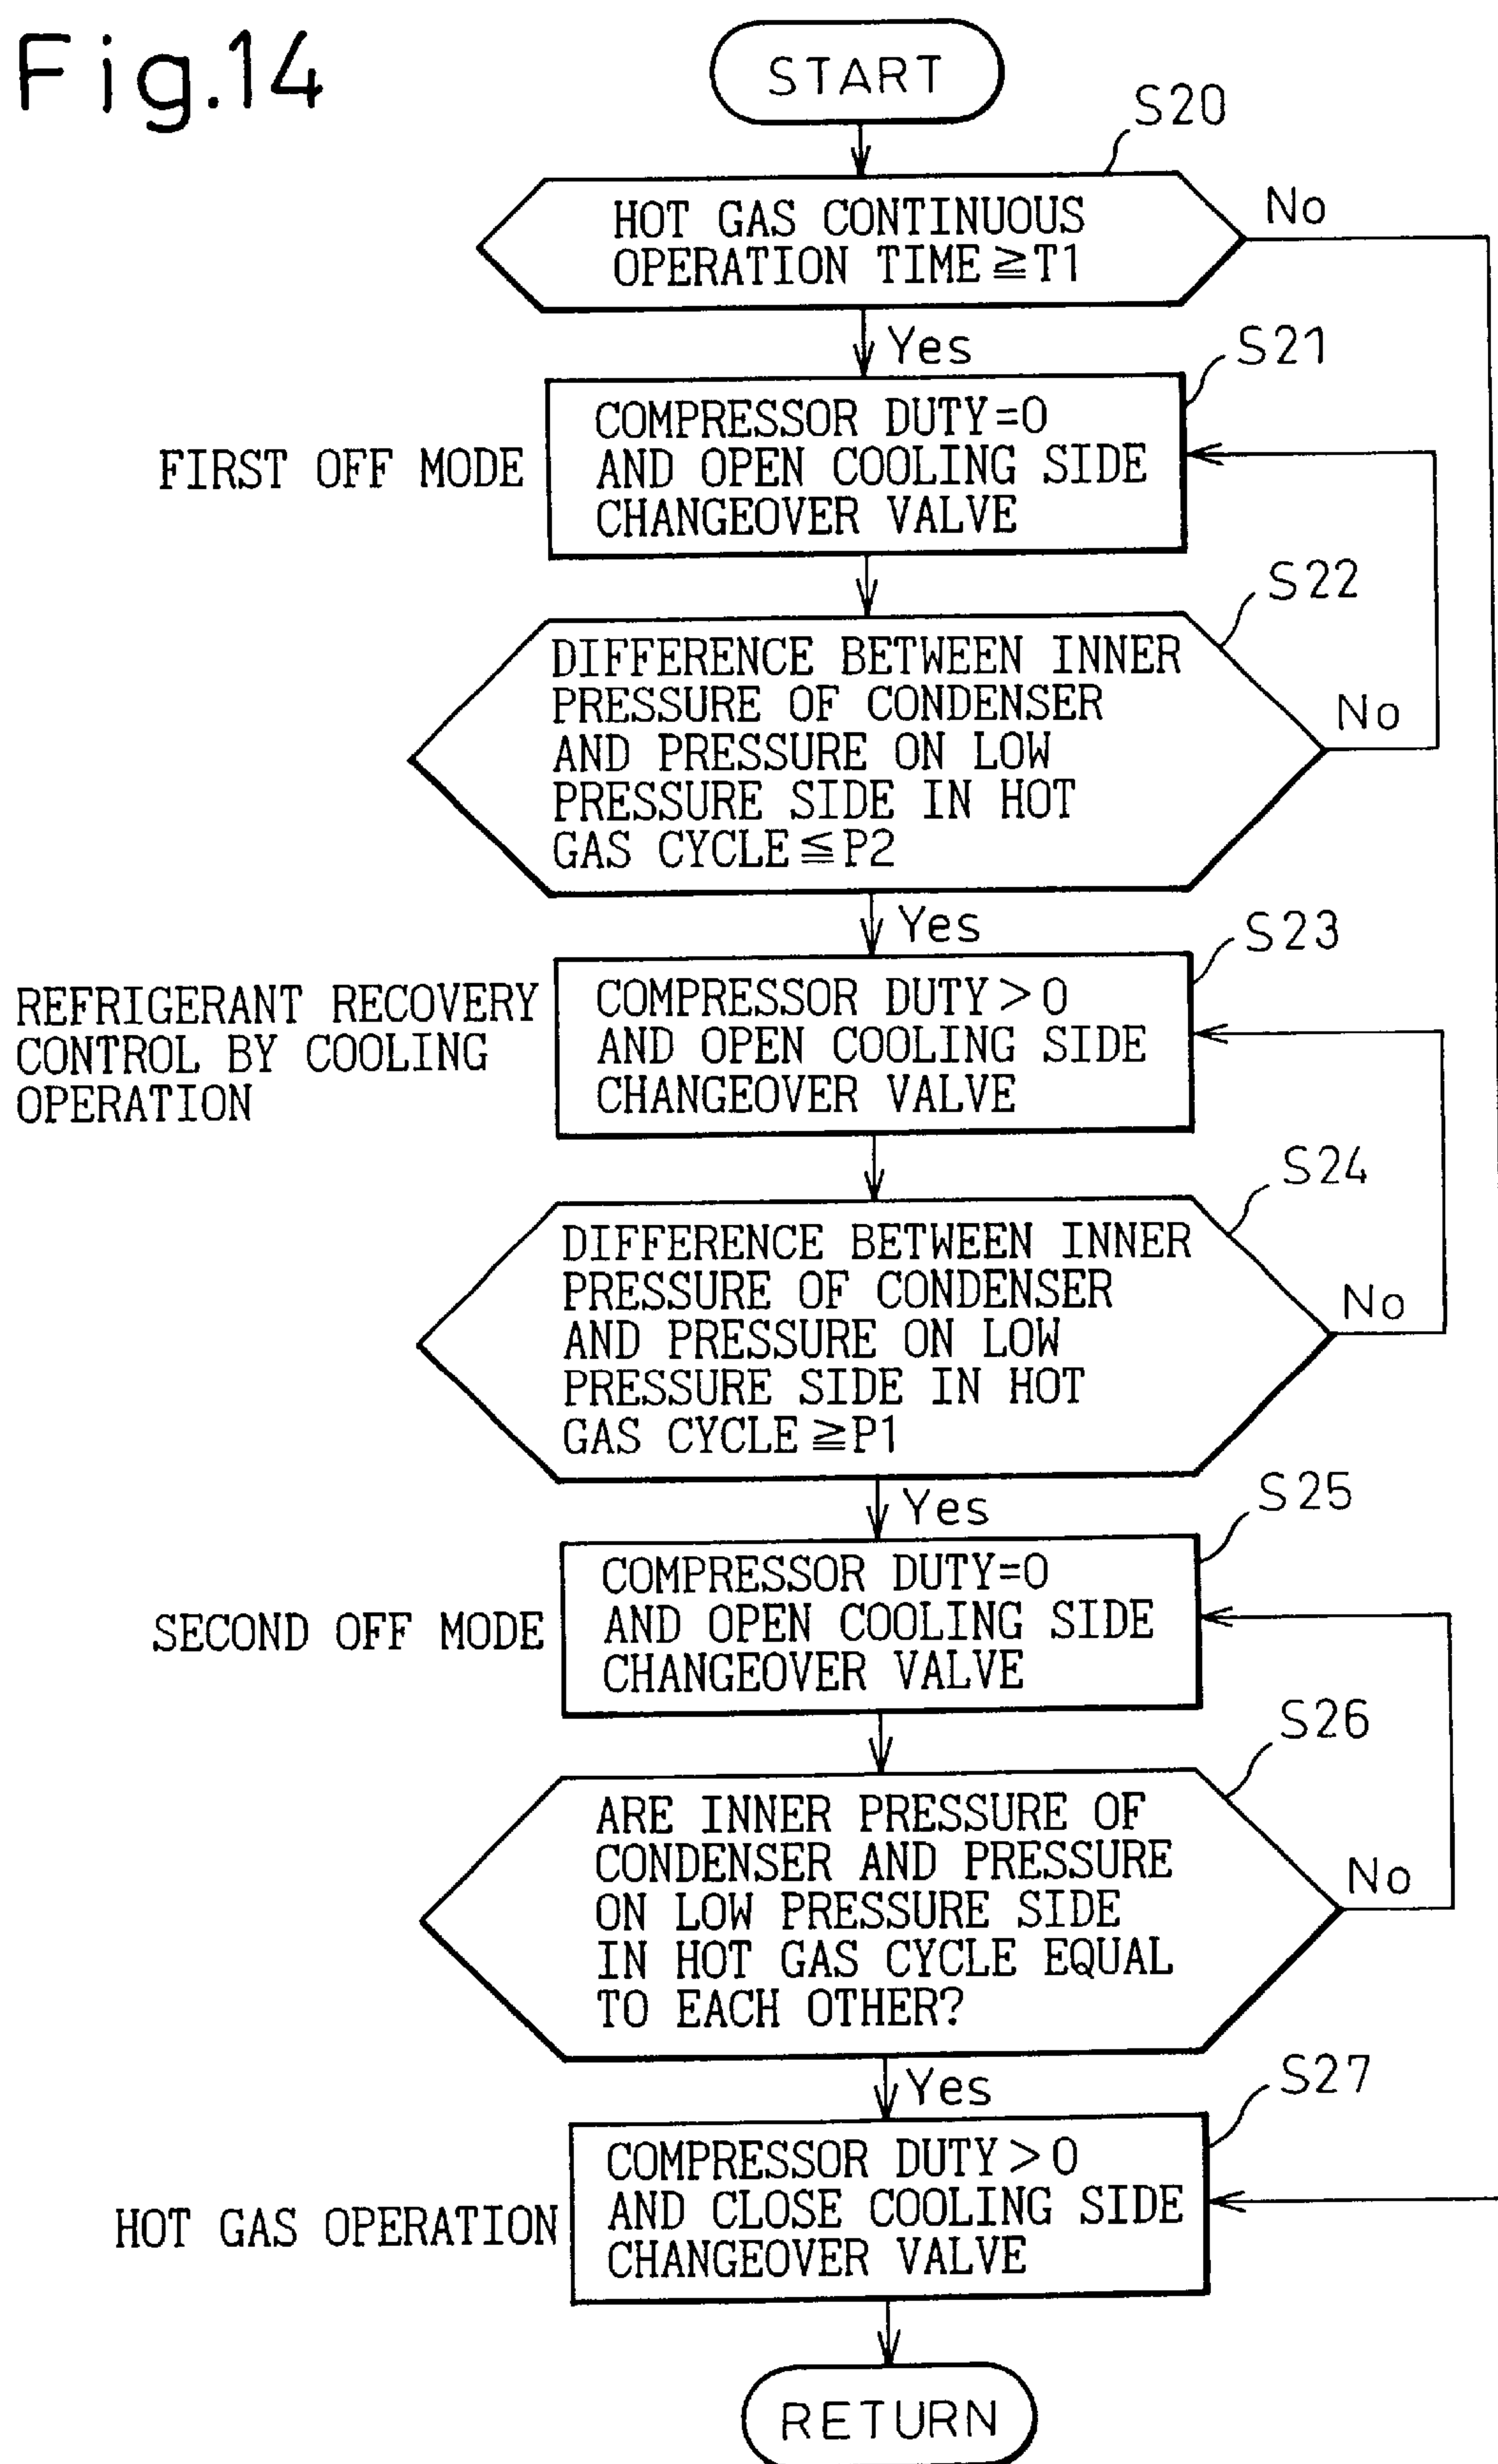 Fig.14
START
S20
HOT GAS CONTINUOUS
OPERATION TIME≧T1
No
Yes
S21
FIRST OFF MODE
COMPRESSOR DUTY=0
AND OPEN COOLING SIDE
CHANGEOVER VALVE
S22
DIFFERENCE BETWEEN INNER
PRESSURE OF CONDENSER
AND PRESSURE ON LOW
PRESSURE SIDE IN HOT
GAS CYCLE≦P2
No
Yes
S23
REFRIGERANT RECOVERY
CONTROL BY COOLING
OPERATION
COMPRESSOR DUTY>0
AND OPEN COOLING SIDE
CHANGEOVER VALVE
S24
DIFFERENCE BETWEEN INNER
PRESSURE OF CONDENSER
AND PRESSURE ON LOW
PRESSURE SIDE IN HOT
GAS CYCLE≧P1
No
Yes
S25
SECOND OFF MODE
COMPRESSOR DUTY=0
AND OPEN COOLING SIDE
CHANGEOVER VALVE
S26
ARE INNER PRESSURE OF
CONDENSER AND PRESSURE
ON LOW PRESSURE SIDE
IN HOT GAS CYCLE EQUAL
TO EACH OTHER?
No
Yes
S27
HOT GAS OPERATION
COMPRESSOR DUTY>0
AND CLOSE COOLING SIDE
CHANGEOVER VALVE
RETURN